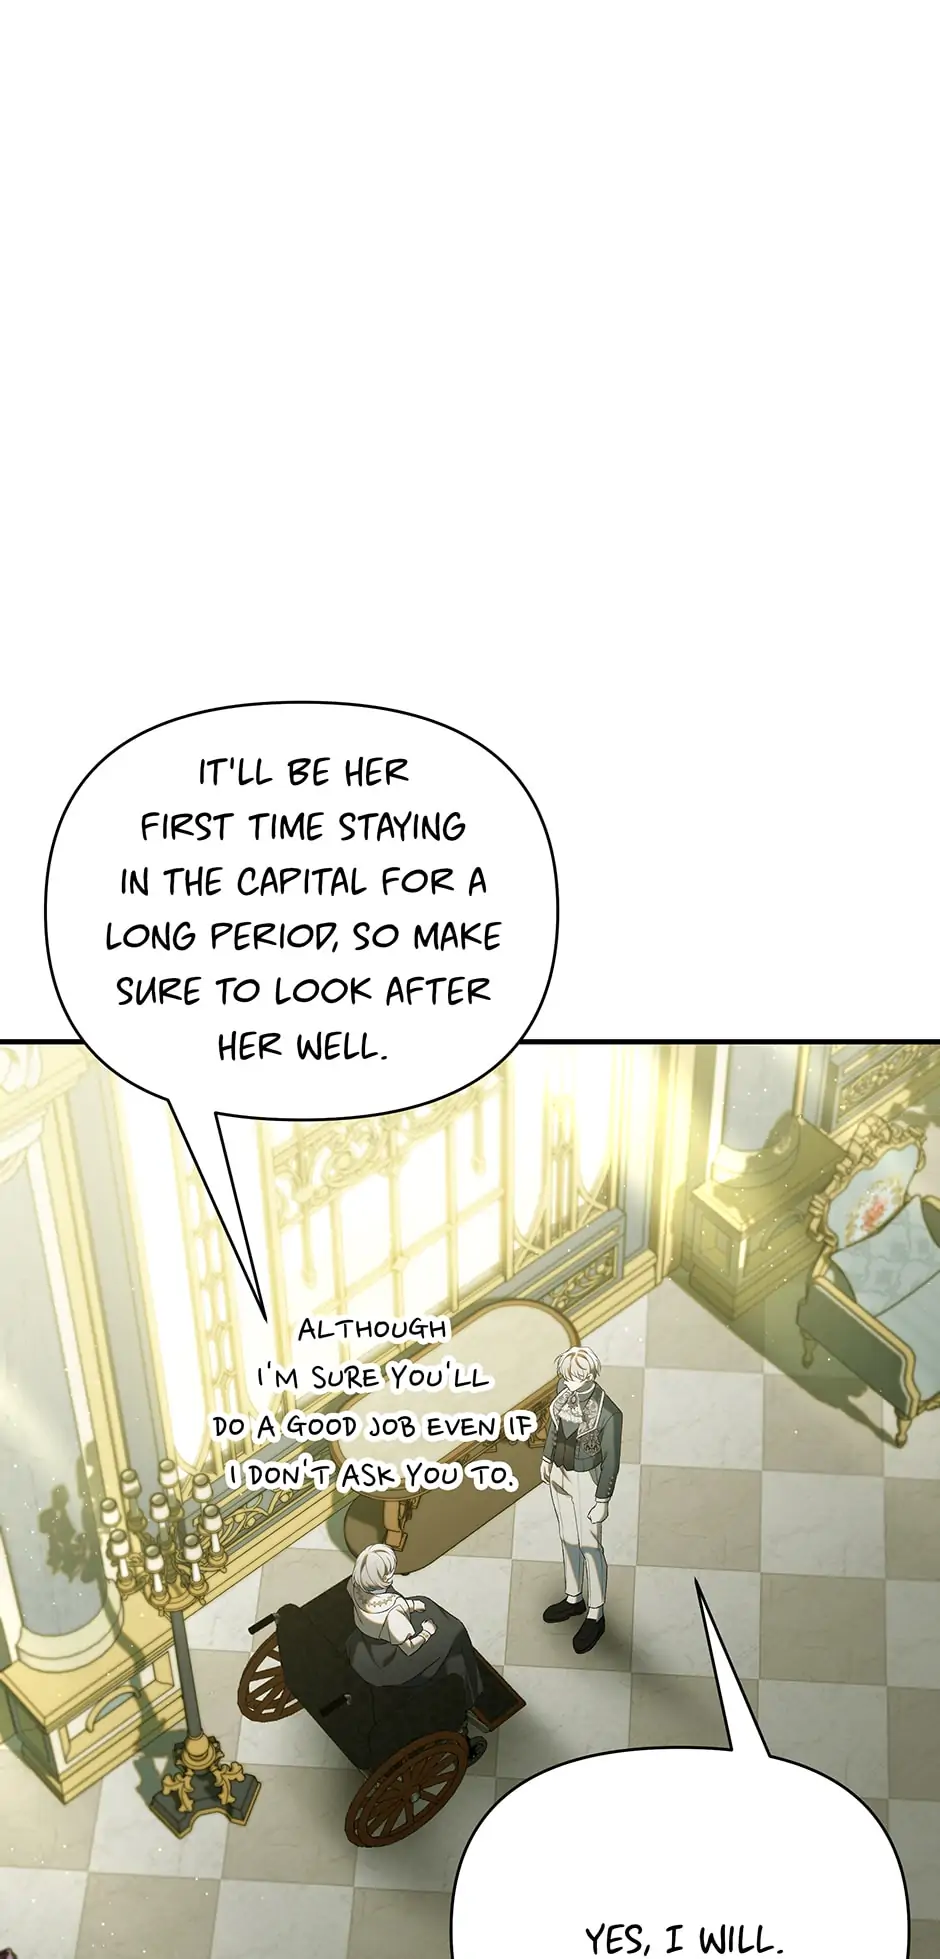 IT'LL BE HER
FIRST TIME STAYING
IN THE CAPITAL FOR A
LONG PERIOD, SO MAKE
SURE TO LOOK AFTER
HER WELL.
ALTHOUGH
I'M SURE YOU'LL
DO A GOOD JOB EVEN IF
I DON'T ASK YOU TO.
YES, I WILL.